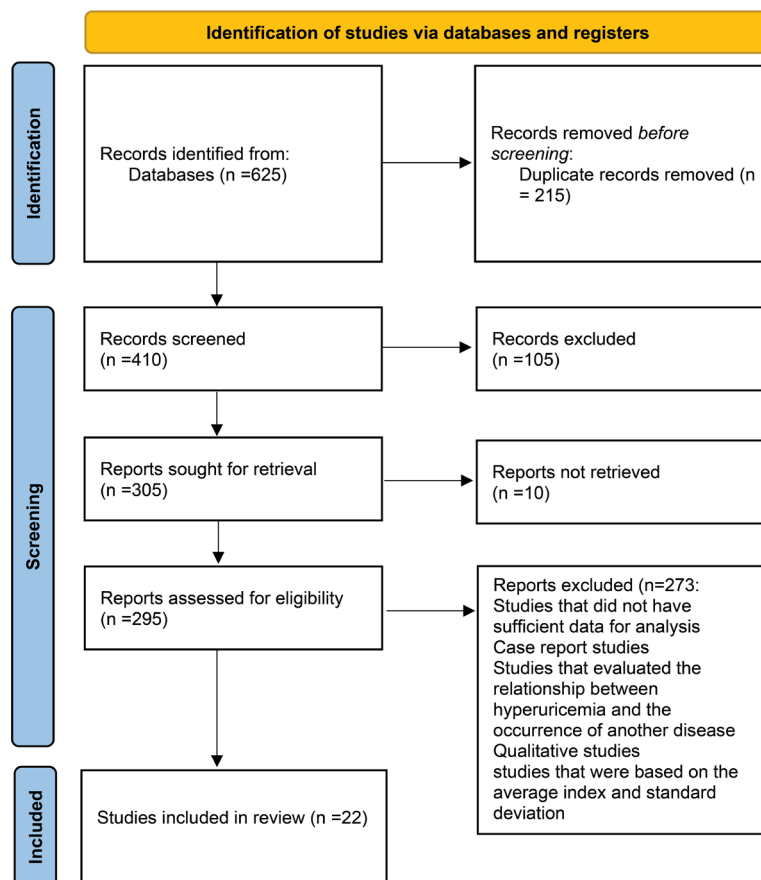 Identification of studies via databases and registers
Identification
Records identified from:
Databases (n =625)
Records removed before
screening:
Duplicate records removed (n
= 215)
Screening
Records screened
(n =410)
Records excluded
(n =105)
Reports sought for retrieval
(n =305)
Reports not retrieved
(n =10)
Reports assessed for eligibility
(n =295)
Reports excluded (n=273:
Studies that did not have
sufficient data for analysis
Case report studies
Studies that evaluated the
relationship between
hyperuricemia and the
occurrence of another disease
Qualitative studies
studies that were based on the
average index and standard
deviation
Included
Studies included in review (n =22)